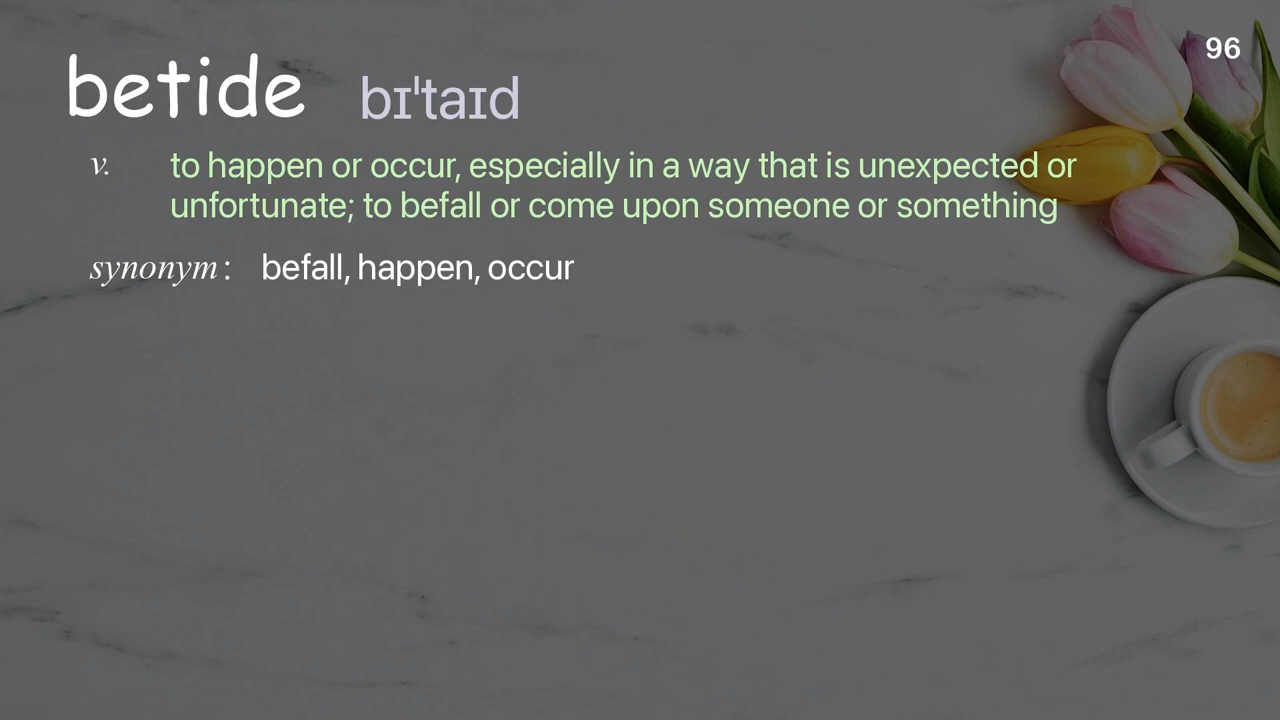 96
betide bɪˈtaɪd
v. to happen or occur, especially in a way that is unexpected or
unfortunate; to befall or come upon someone or something
synonym: befall, happen, occur